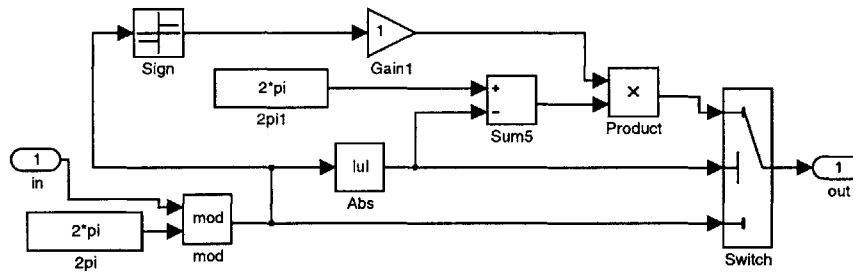 Sign
1
Gain1
2*pi
2pi1
+
−
Sum5
×
Product
1
in
|u|
Abs
mod
mod
2*pi
2pi
Switch
1
out